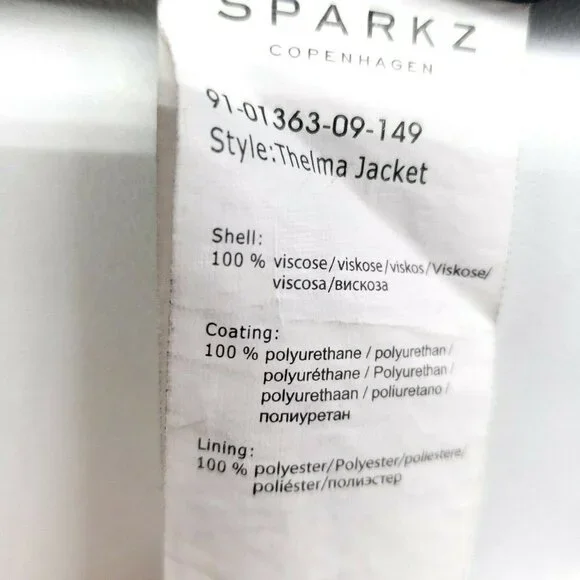 SPARKZ
COPENHAGEN
91-01363-09-149
Style:Thelma Jacket
Shell:
100 % viscose/viskose/viskos/Viskose/
viscosa/вискоза
Coating:
100 % polyurethane / polyurethan /
polyuréthane / Polyurethan /
polyurethaan / poliuretano /
полиуретан
Lining:
100 % polyester/Polyester/poliestere/
poliéster/полиэстер